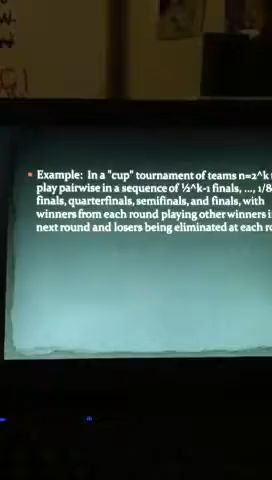 • Example: In a "cup" tournament of teams n=2^k
play pairwise in a sequence of ½^k-1 finals, ..., 1/8
finals, quarterfinals, semifinals, and finals, with
winners from each round playing other winners
next round and losers being eliminated at each